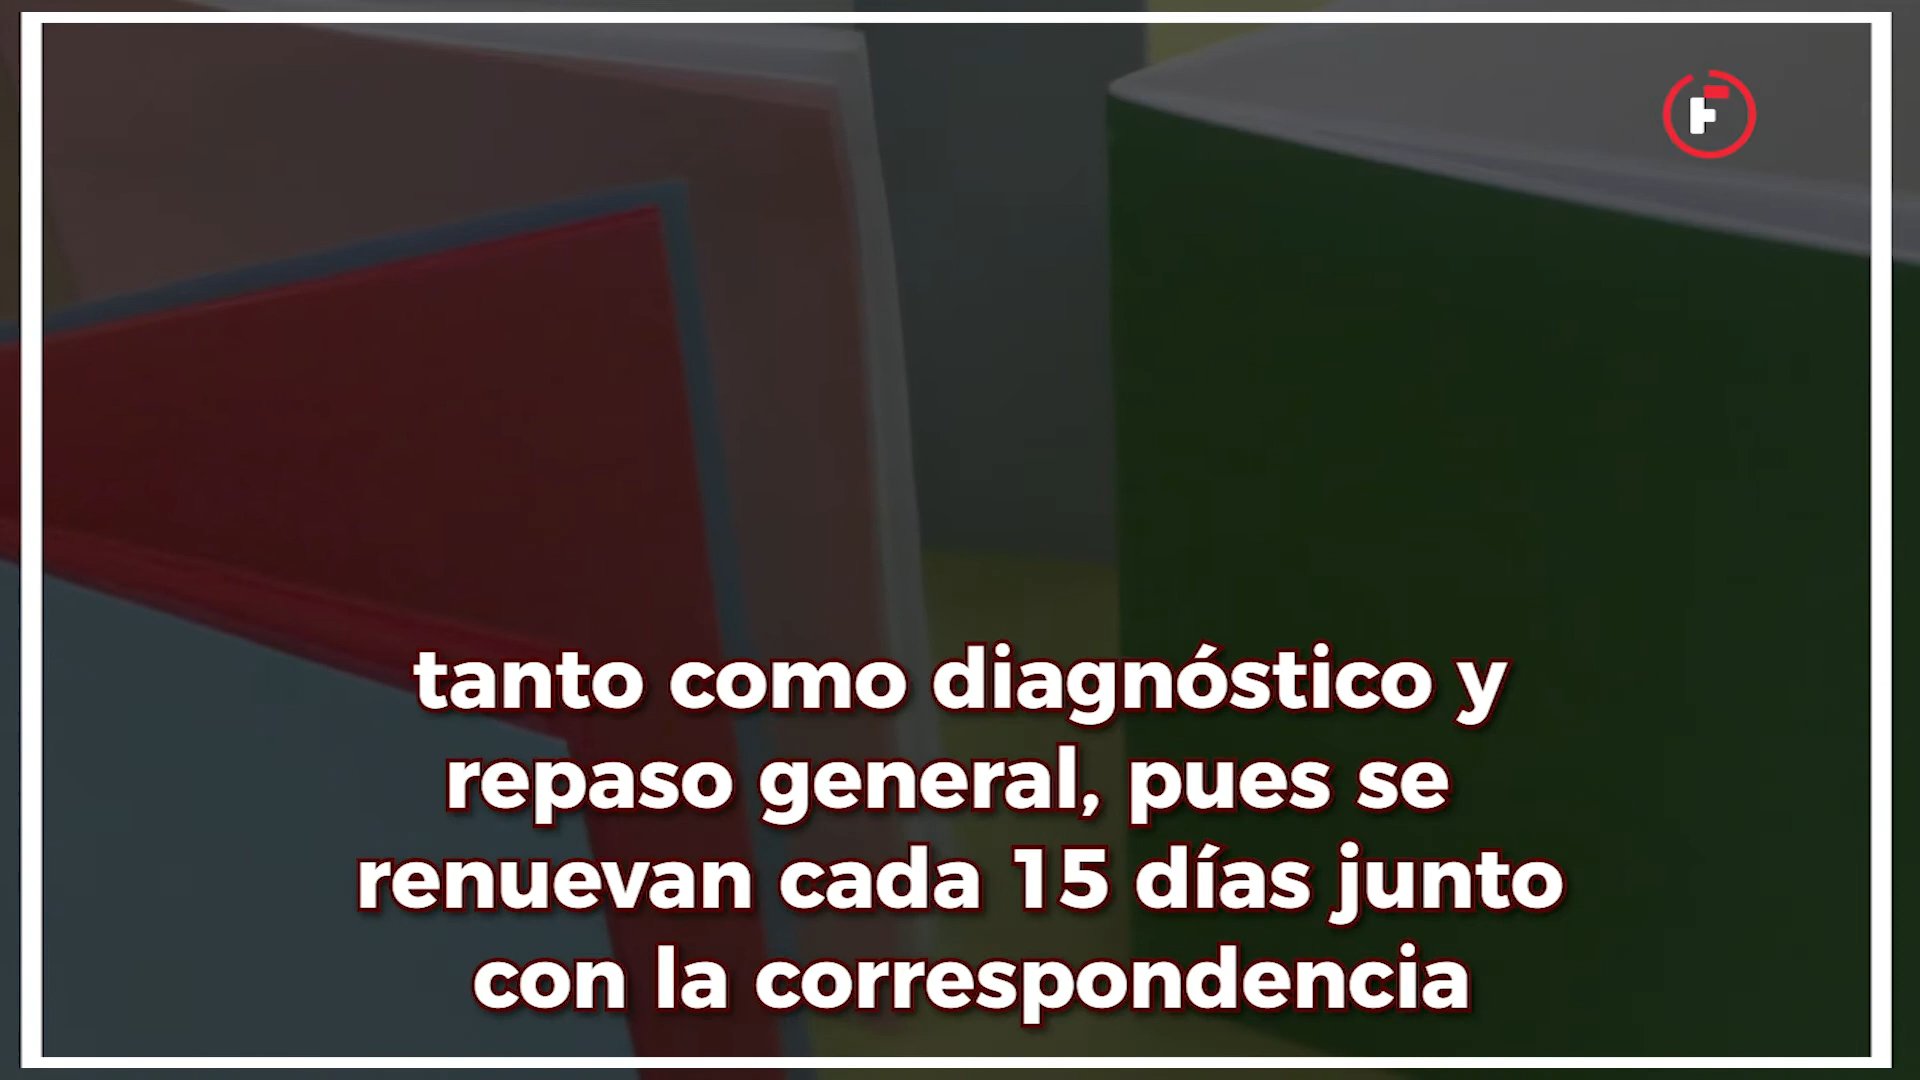 tanto como diagnóstico y
repaso general, pues se
renuevan cada 15 días junto
con la correspondencia